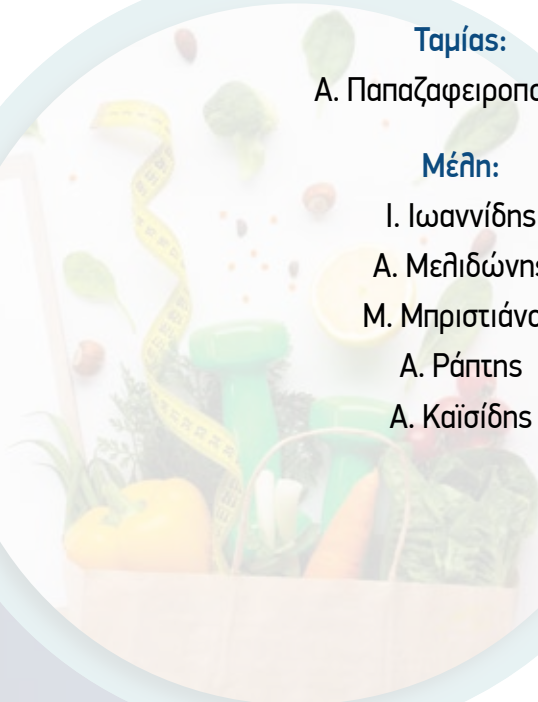 Ταμίας:
Α. Παπαζαφειροπο
Μέλη:
Ι. Ιωαννίδης
Α. Μελιδώνης
Μ. Μπριστιάνο
Α. Ράπτης
Α. Καϊσίδης